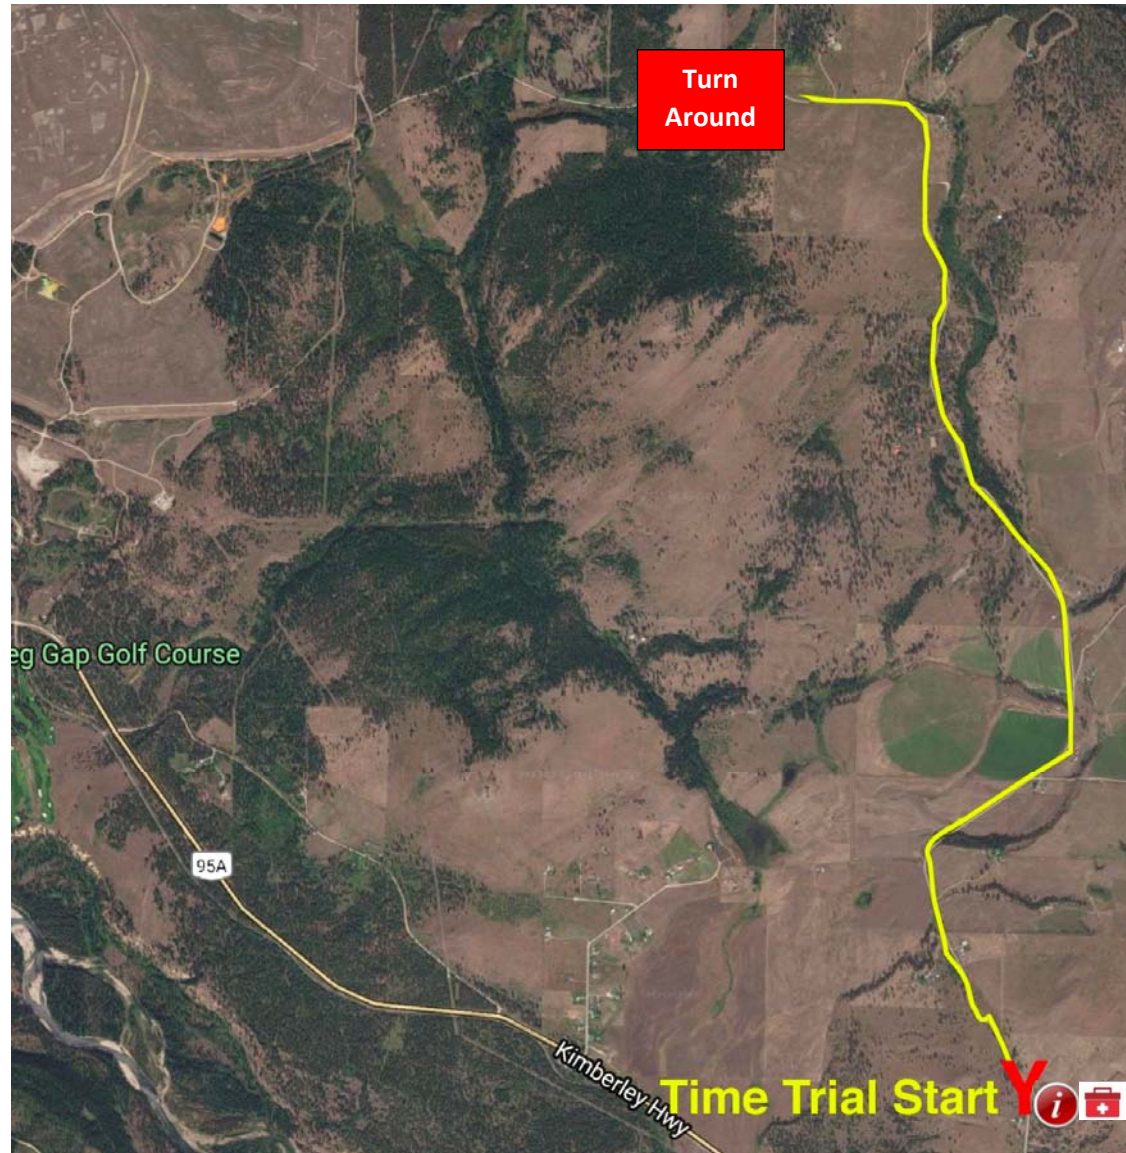 Turn
Around
eg Gap Golf Course
95A
Kimberley Hwy
Time Trial Start Y
i